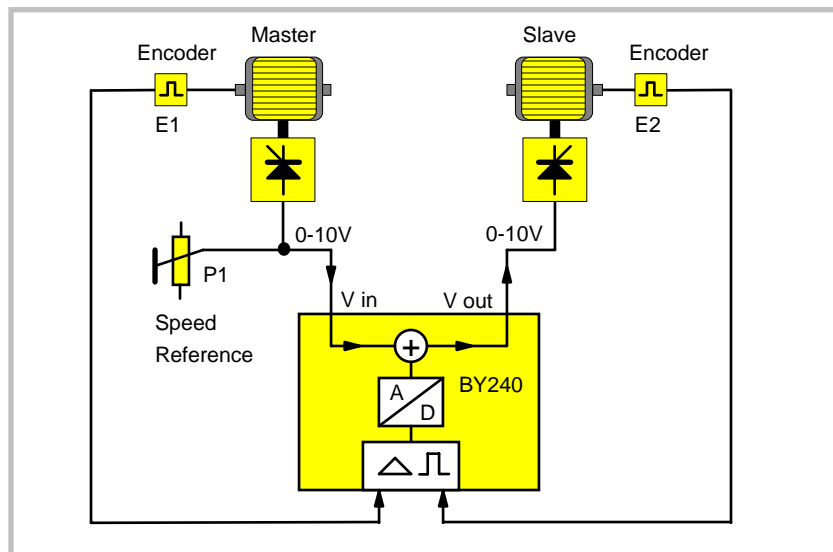 Master
Slave
Encoder
Encoder
E1
E2
0-10V
0-10V
P1
V in
V out
Speed
Reference
BY240
A
D